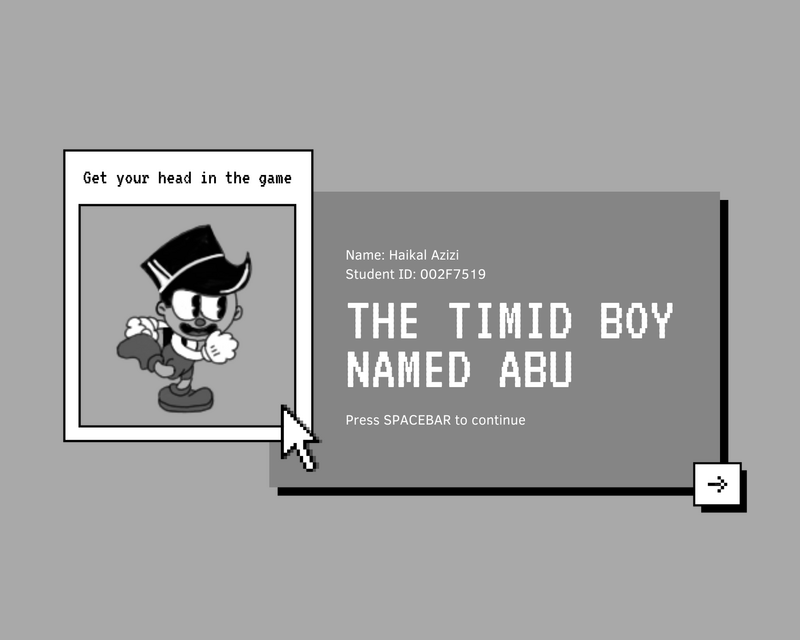 Get your head in the game
Name: Haikal Azizi
Student ID: 002F7519
THE TIMID BOY
NAMED ABU
Press SPACEBAR to continue